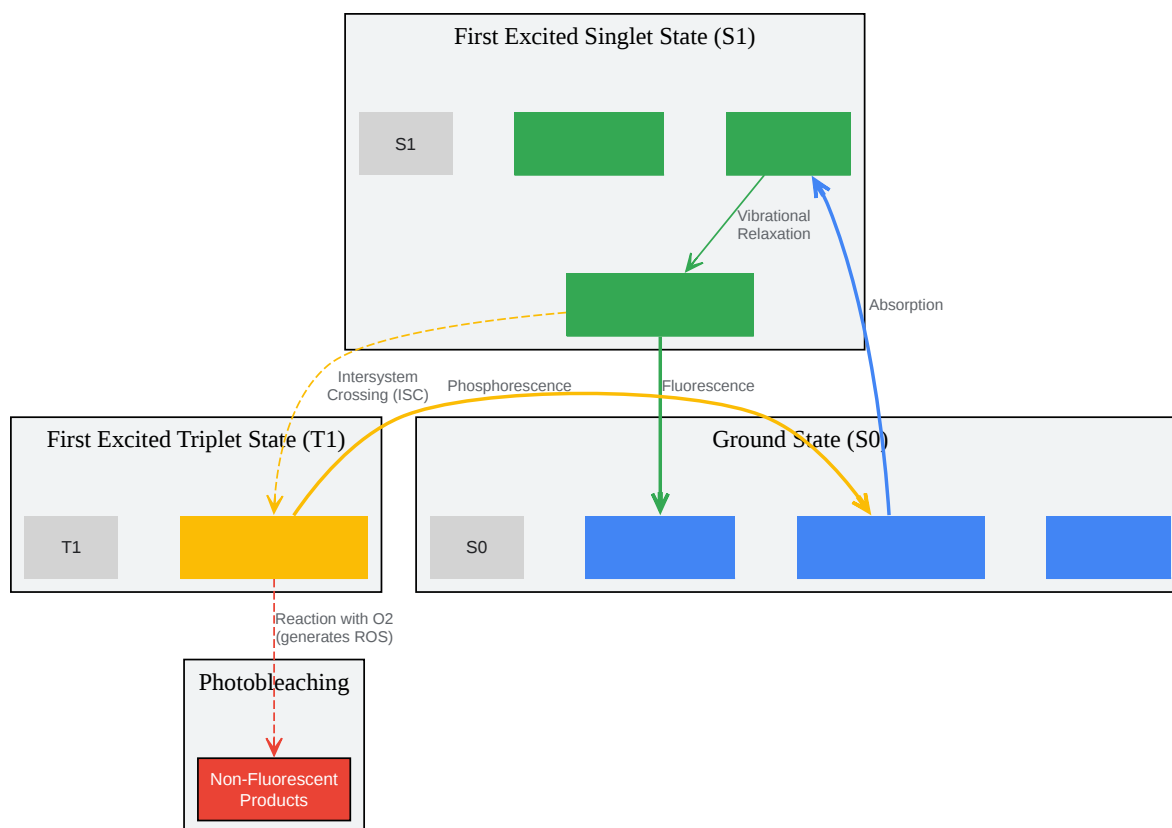 First Excited Singlet State (S1)
S1
Vibrational
Relaxation
Absorption
Intersystem
Crossing (ISC)
Phosphorescence
Fluorescence
First Excited Triplet State (T1)
Ground State (S0)
T1
S0
Reaction with O2
(generates ROS)
Photobleaching
Non-Fluorescent
Products